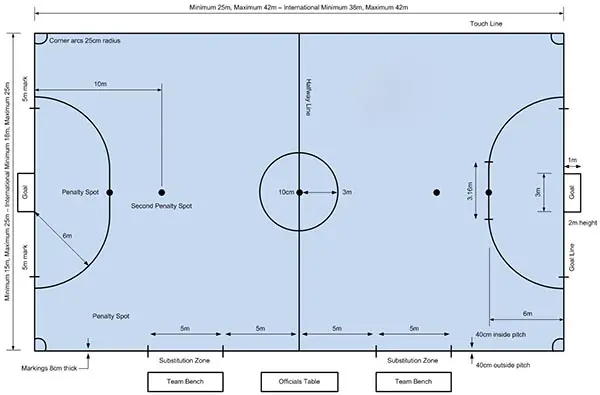 Minimum 25m, Maximum 42m – International Minimum 38m, Maximum 42m
Touch Line
Corner arcs 25cm radius
Minimum 15m, Maximum 25m – International Minimum 18m, Maximum 25m
5m mark
10m
Halfway Line
Penalty Spot
Second Penalty Spot
Goal
6m
5m mark
10cm
3m
3.16m
3m
1m
Goal
2m height
Goal Line
6m
Penalty Spot
5m
5m
5m
5m
40cm inside pitch
Markings 8cm thick
Substitution Zone
Substitution Zone
40cm outside pitch
Team Bench
Officials Table
Team Bench